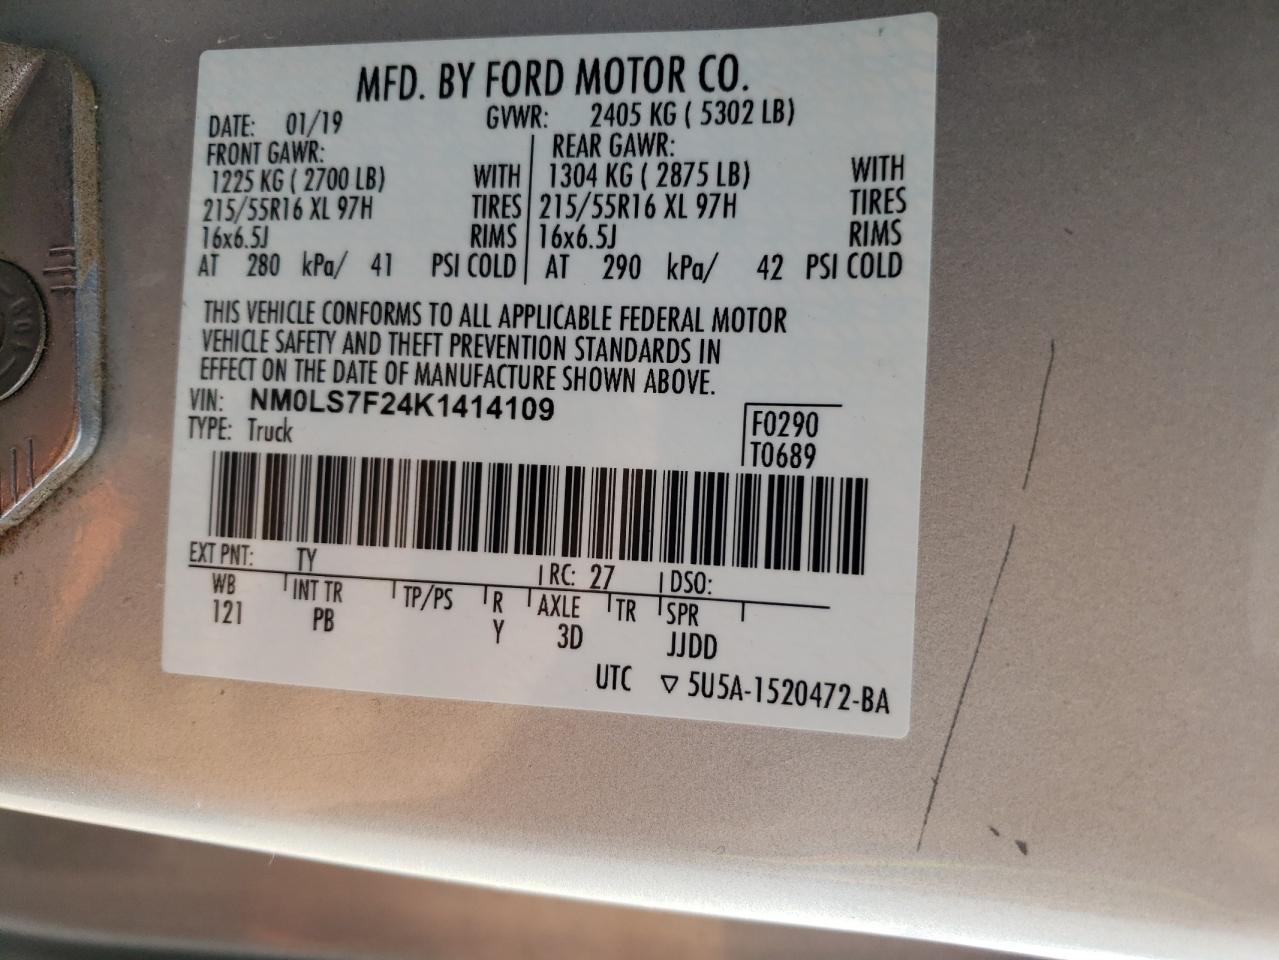 MFD. BY FORD MOTOR CO.
DATE: 01/19 GVWR: 2405 KG ( 5302 LB)
FRONT GAWR: REAR GAWR:
1225 KG ( 2700 LB) WITH 1304 KG ( 2875 LB) WITH
215/55R16 XL 97H TIRES 215/55R16 XL 97H TIRES
16x6.5J RIMS 16x6.5J RIMS
AT 280 kPa/ 41 PSI COLD AT 290 kPa/ 42 PSI COLD
THIS VEHICLE CONFORMS TO ALL APPLICABLE FEDERAL MOTOR
VEHICLE SAFETY AND THEFT PREVENTION STANDARDS IN
EFFECT ON THE DATE OF MANUFACTURE SHOWN ABOVE.
VIN: NM0LS7F24K1414109 F0290
TYPE: Truck T0689
EXT PNT: TY RC: 27 DSO:
WB INT TR TP/PS R AXLE TR SPR
121 PB Y 3D JJDD
UTC ▽ 5U5A-1520472-BA